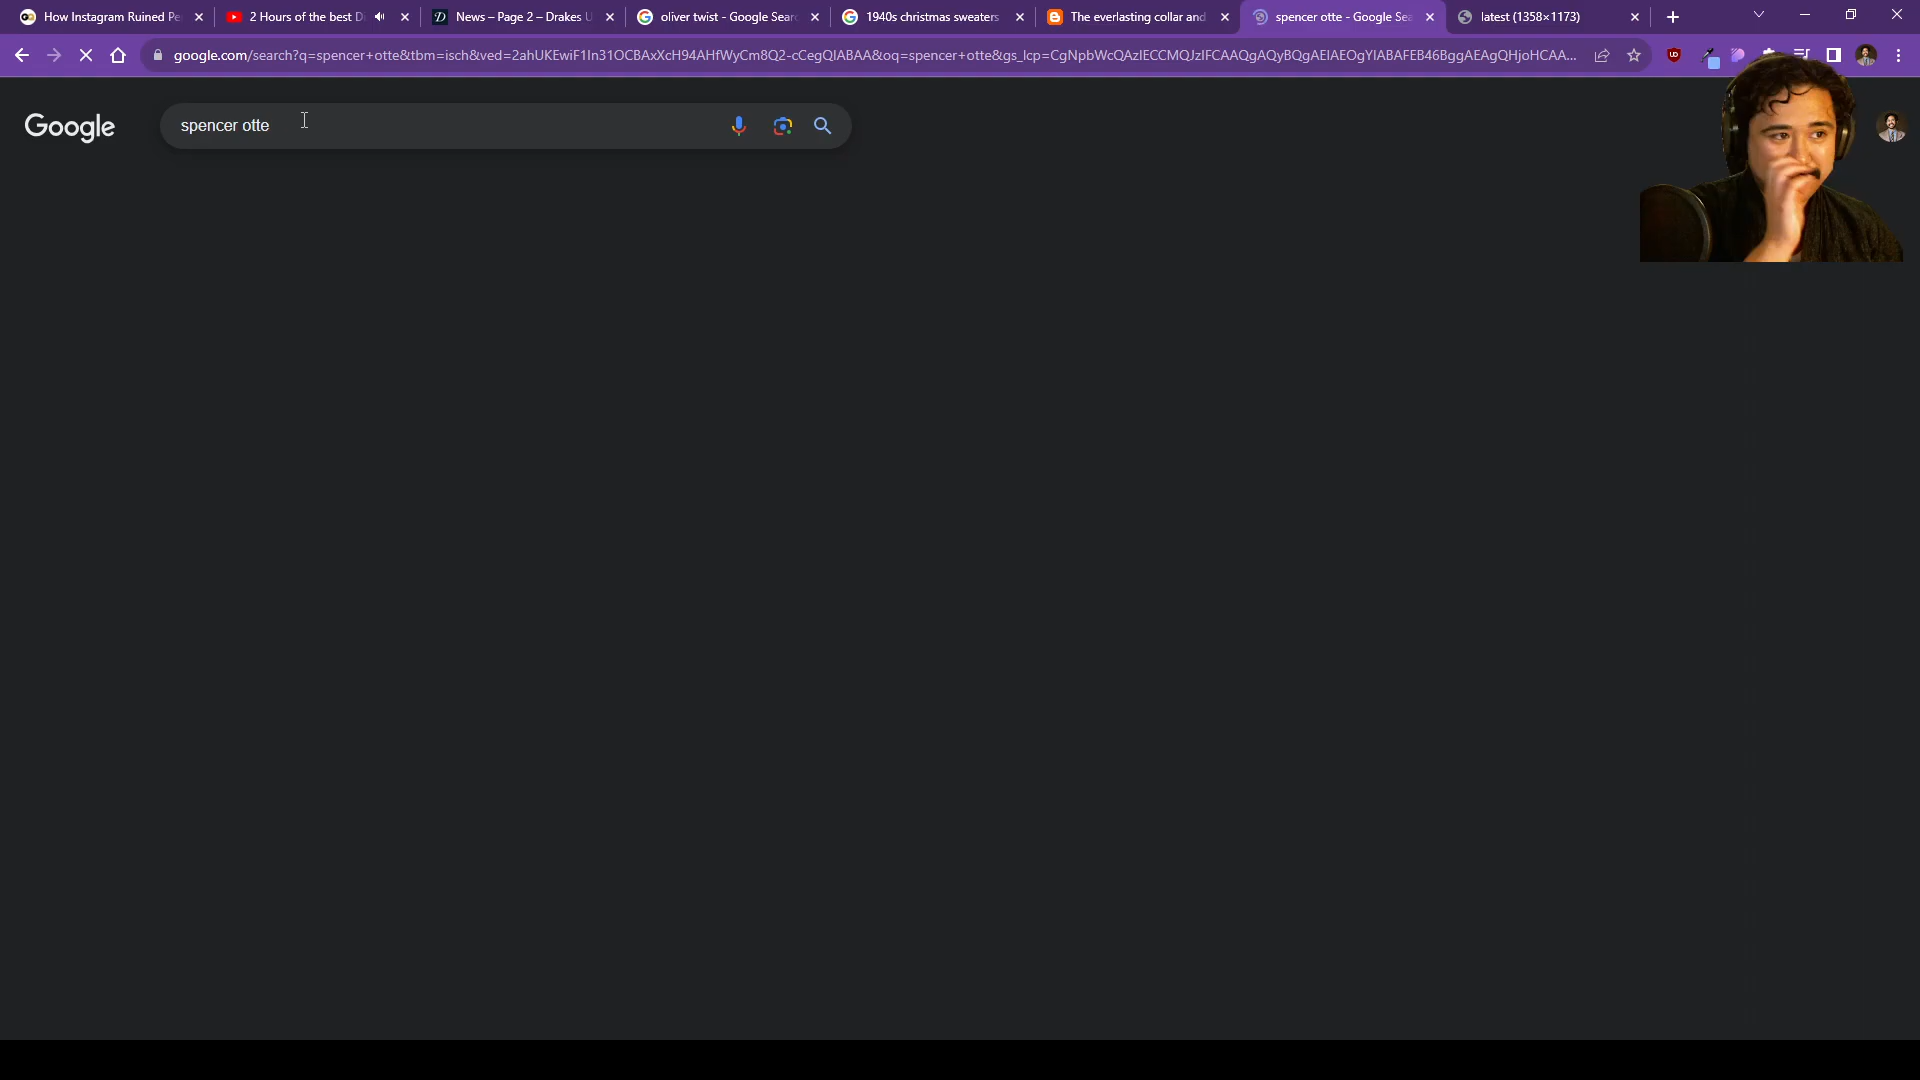 How Instagram Ruined Pe
2 Hours of the best D
News – Page 2 – Drakes U
oliver twist - Google Searc
1940s christmas sweaters
The everlasting collar and
spencer otte - Google Sea
latest (1358×1173)
google.com/search?q=spencer+otte&tbm=isch&ved=2ahUKEwiF1In31OCBAxXcH94AHfWyCm8Q2-cCegQIABAA&oq=spencer+otte&gs_lcp=CgNpbWcQAzIECCMQJzIFCAAQgAQyBQgAEIAEOgYIABAFEB46BggAEAgQHjoHCAA...
Google
spencer otte